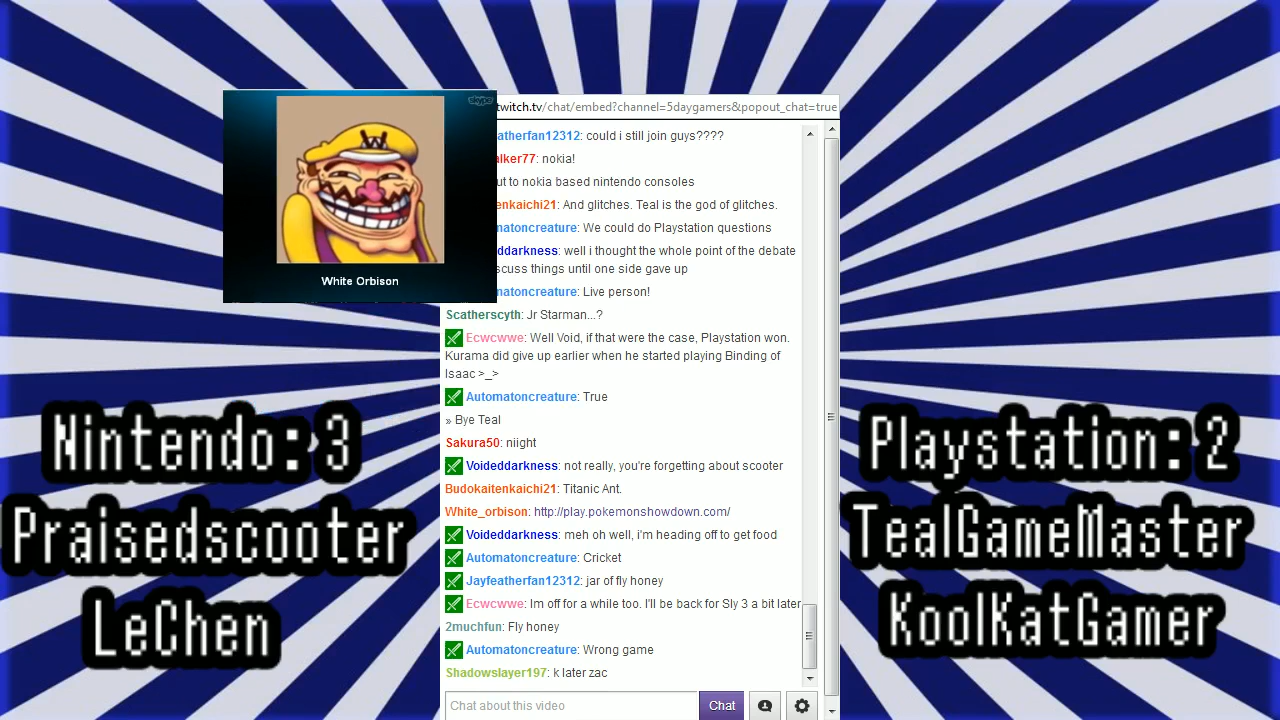 skype
twitch.tv/chat/embed?channel=5daygamers&popout_chat=true
W
White Orbison
atherfan12312: could i still join guys????
alker77: nokia!
ut to nokia based nintendo consoles
enkaichi21: And glitches. Teal is the god of glitches.
matoncreature: We could do Playstation questions
ddarkness: well i thought the whole point of the debate
scuss things until one side gave up
matoncreature: Live person!
Scatherscyth: Jr Starman...?
Ecwcwwe: Well Void, if that were the case, Playstation won.
Kurama did give up earlier when he started playing Binding of
Isaac >_>
Automatoncreature: True
» Bye Teal
Sakura50: niight
Voideddarkness: not really, you're forgetting about scooter
Budokaitenkaichi21: Titanic Ant.
White_orbison: http://play.pokemonshowdown.com/
Voideddarkness: meh oh well, i'm heading off to get food
Automatoncreature: Cricket
Jayfeatherfan12312: jar of fly honey
Ecwcwwe: Im off for a while too. I'll be back for Sly 3 a bit later
2muchfun: Fly honey
Automatoncreature: Wrong game
Shadowslayer197: k later zac
Chat about this video
Chat
Nintendo: 3
Praisedscooter
LeChen
Playstation: 2
TealGameMaster
KoolKatGamer